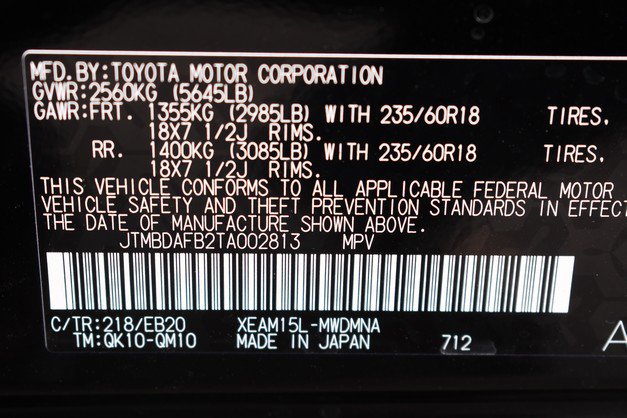 MFD.BY:TOYOTA MOTOR CORPORATION
GVWR:2560KG (5645LB)
GAWR:FRT. 1355KG (2985LB) WITH 235/60R18 TIRES.
18X7 1/2J RIMS.
RR. 1400KG (3085LB) WITH 235/60R18 TIRES.
18X7 1/2J RIMS.
THIS VEHICLE CONFORMS TO ALL APPLICABLE FEDERAL MOTOR
VEHICLE SAFETY AND THEFT PREVENTION STANDARDS IN EFFECT
THE DATE OF MANUFACTURE SHOWN ABOVE.
JTMBDAFB2TA002813 MPV
C/TR:218/EB20 XEAM15L-MWDMNA
TM:QK10-QM10 MADE IN JAPAN 712 A